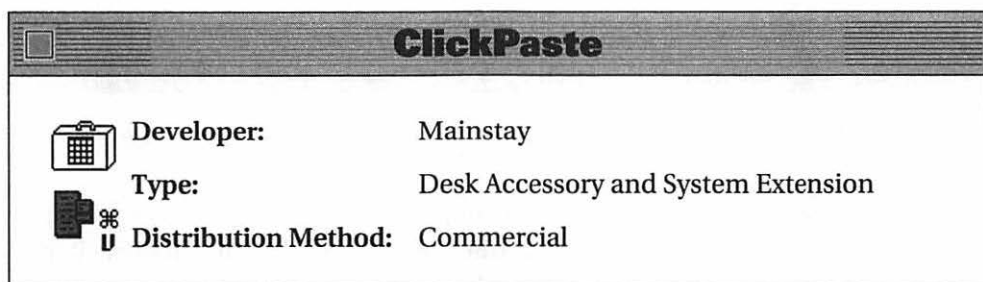 ClickPaste
Developer: Mainstay
Type: Desk Accessory and System Extension
⌘
V
Distribution Method: Commercial